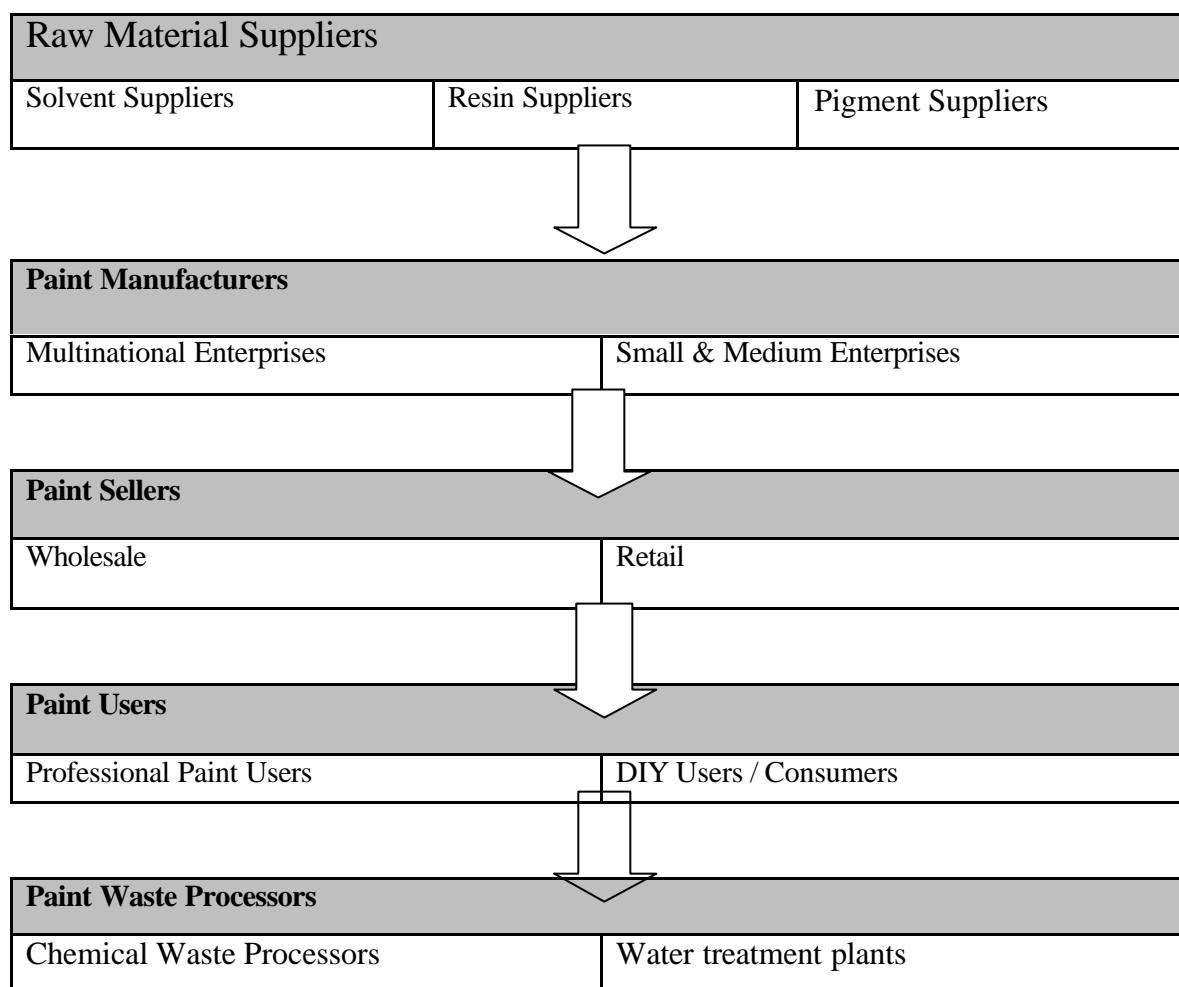 Raw Material Suppliers
Solvent Suppliers
Resin Suppliers
Pigment Suppliers
Paint Manufacturers
Multinational Enterprises
Small & Medium Enterprises
Paint Sellers
Wholesale
Retail
Paint Users
Professional Paint Users
DIY Users / Consumers
Paint Waste Processors
Chemical Waste Processors
Water treatment plants